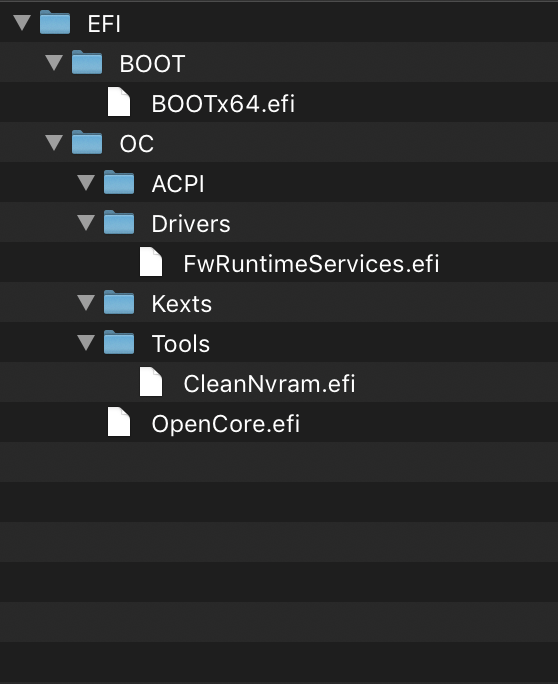 EFI
BOOT
BOOTx64.efi
OC
ACPI
Drivers
FwRuntimeServices.efi
Kexts
Tools
CleanNvram.efi
OpenCore.efi